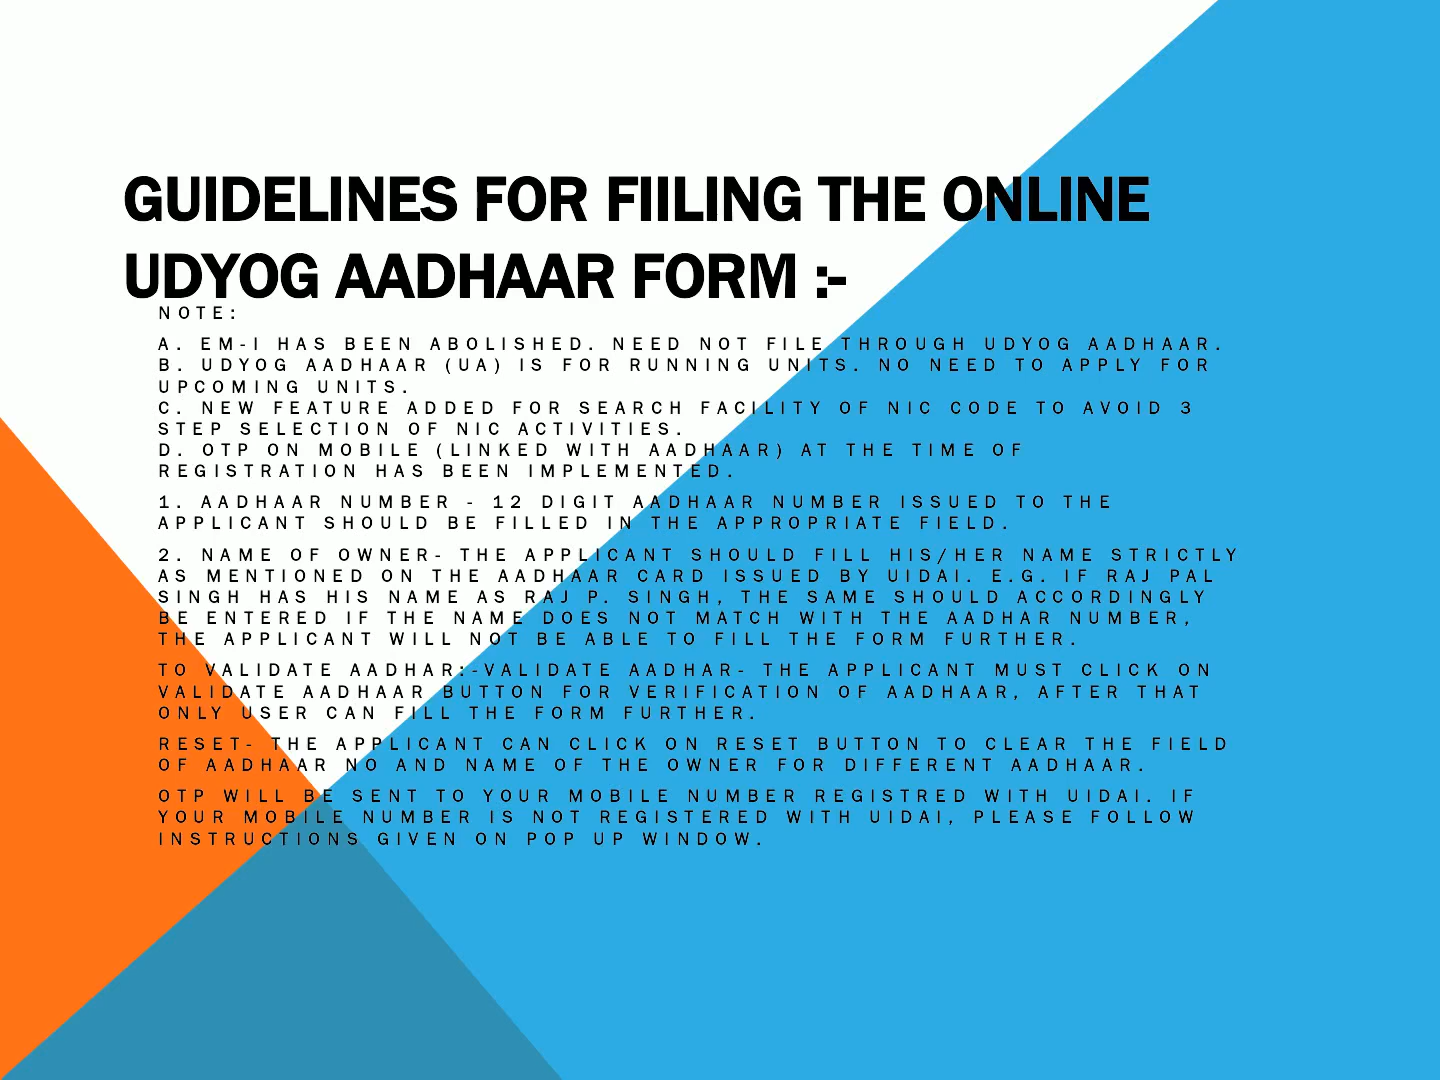 GUIDELINES FOR FIILING THE ONLINE
UDYOG AADHAAR FORM :-
NOTE:
A. EM-I HAS BEEN ABOLISHED. NEED NOT FILE THROUGH UDYOG AADHAAR.
B. UDYOG AADHAAR (UA) IS FOR RUNNING UNITS. NO NEED TO APPLY FOR
UPCOMING UNITS.
C. NEW FEATURE ADDED FOR SEARCH FACILITY OF NIC CODE TO AVOID 3
STEP SELECTION OF NIC ACTIVITIES.
D. OTP ON MOBILE (LINKED WITH AADHAAR) AT THE TIME OF
REGISTRATION HAS BEEN IMPLEMENTED.
1. AADHAAR NUMBER - 12 DIGIT AADHAAR NUMBER ISSUED TO THE
APPLICANT SHOULD BE FILLED IN THE APPROPRIATE FIELD.
2. NAME OF OWNER- THE APPLICANT SHOULD FILL HIS/HER NAME STRICTLY
AS MENTIONED ON THE AADHAAR CARD ISSUED BY UIDAI. E.G. IF RAJ PAL
SINGH HAS HIS NAME AS RAJ P. SINGH, THE SAME SHOULD ACCORDINGLY
BE ENTERED IF THE NAME DOES NOT MATCH WITH THE AADHAR NUMBER,
THE APPLICANT WILL NOT BE ABLE TO FILL THE FORM FURTHER.
TO VALIDATE AADHAR:-VALIDATE AADHAR- THE APPLICANT MUST CLICK ON
VALIDATE AADHAAR BUTTON FOR VERIFICATION OF AADHAAR, AFTER THAT
ONLY USER CAN FILL THE FORM FURTHER.
RESET- THE APPLICANT CAN CLICK ON RESET BUTTON TO CLEAR THE FIELD
OF AADHAAR NO AND NAME OF THE OWNER FOR DIFFERENT AADHAAR.
OTP WILL BE SENT TO YOUR MOBILE NUMBER REGISTRED WITH UIDAI. IF
YOUR MOBILE NUMBER IS NOT REGISTERED WITH UIDAI, PLEASE FOLLOW
INSTRUCTIONS GIVEN ON POP UP WINDOW.